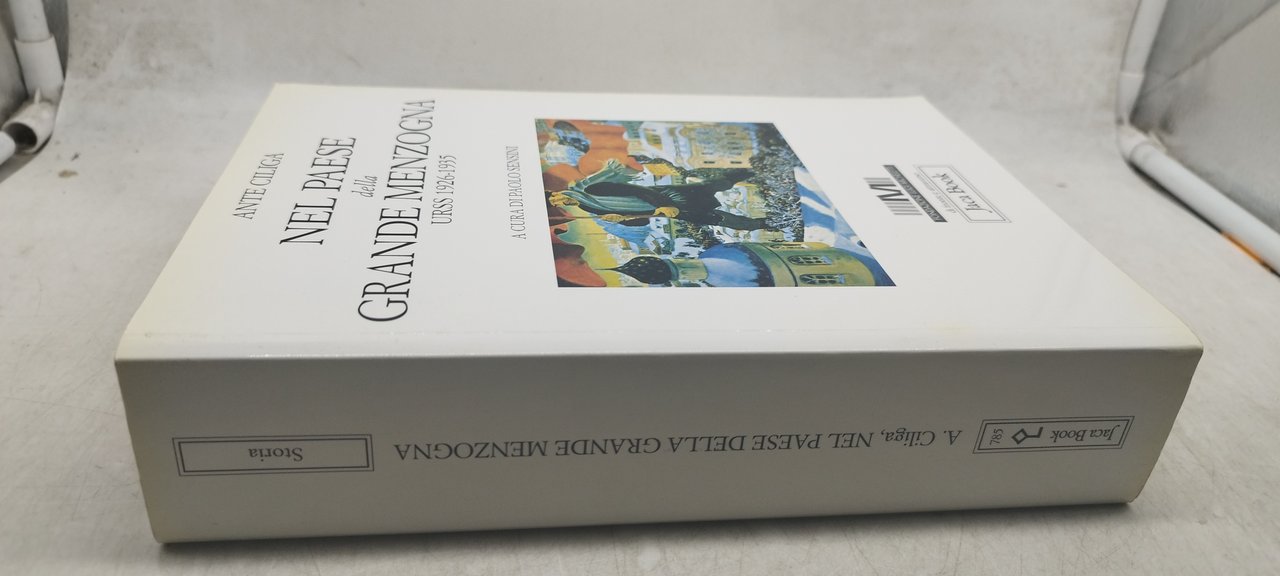 ANTE CILIGA
NEL PAESE
della
GRANDE MENZOGNA
URSS 1926-1935
A CURA DI PAOLO SENSINI
Jaca Book
Storia
A. Ciliga, NEL PAESE DELLA GRANDE MENZOGNA
785
Jaca Book